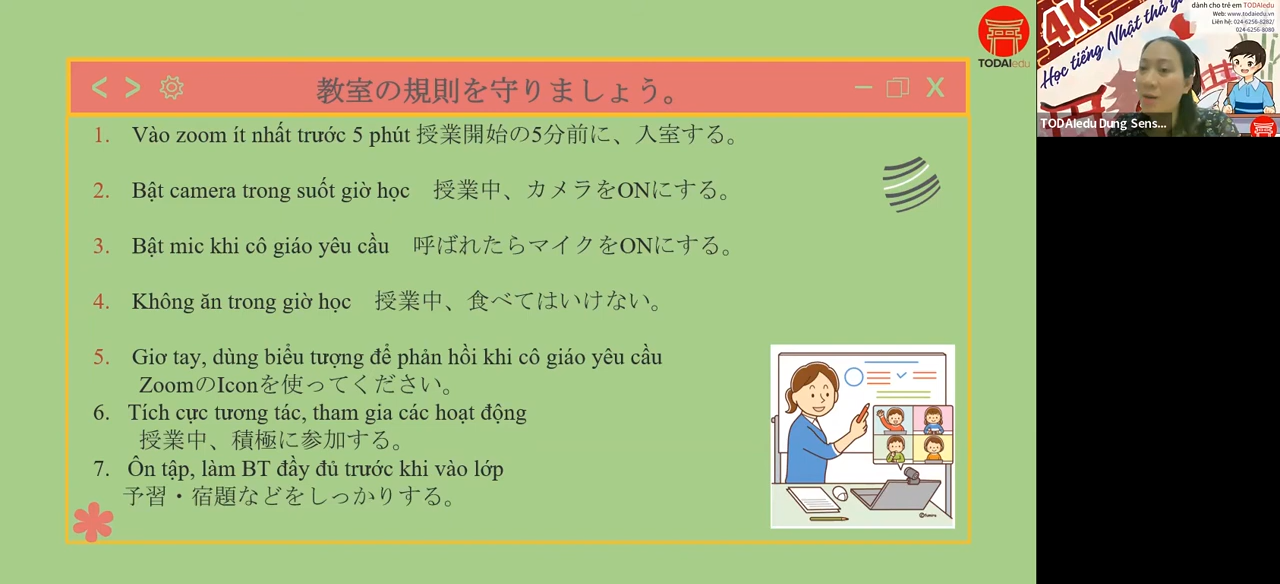 教室の規則を守りましょう。
1. Vào zoom ít nhất trước 5 phút 授業開始の5分前に、入室する。
2. Bật camera trong suốt giờ học 授業中、カメラをONにする。
3. Bật mic khi cô giáo yêu cầu 呼ばれたらマイクをONにする。
4. Không ăn trong giờ học 授業中、食べてはいけない。
5. Giơ tay, dùng biểu tượng để phản hồi khi cô giáo yêu cầu
ZoomのIconを使ってください。
6. Tích cực tương tác, tham gia các hoạt động
授業中、積極に参加する。
7. Ôn tập, làm BT đầy đủ trước khi vào lớp
予習・宿題などをしっかりする。
TODAIedu
dành cho trẻ em TODAIedu
Web: www.todaiedu.vn
Liên hệ: 024-6256-8282/
024-6256-8080
4K
Học tiếng Nhật thả
TODAIedu Dung Sens...